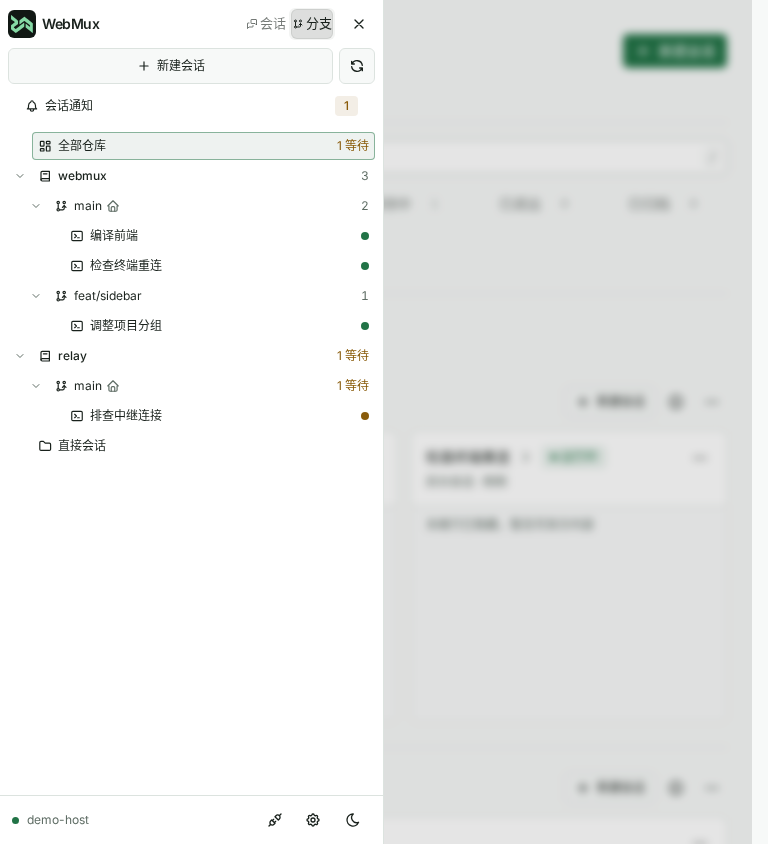 WebMux 会话 分支
新建会话
会话通知 1
全部仓库 1 等待
webmux 3
main 2
编译前端
检查终端重连
feat/sidebar 1
调整项目分组
relay 1 等待
main 1 等待
排查中继连接
直接会话
demo-host